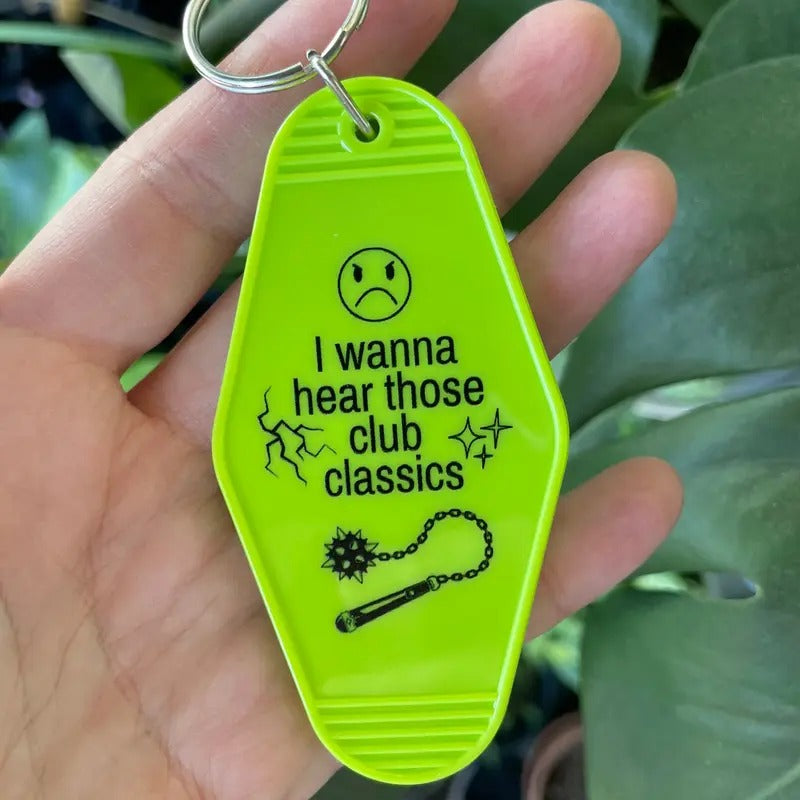 I wanna
hear those
club
classics